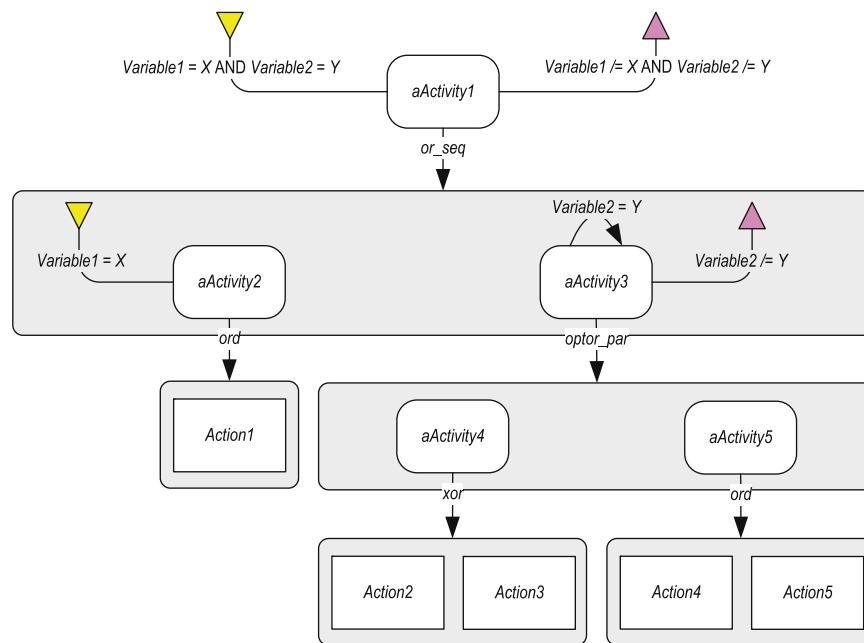 Variable1 = X AND Variable2 = Y
Variable1 /= X AND Variable2 /= Y
aActivity1
or_seq
Variable2 = Y
Variable1 = X
Variable2 /= Y
aActivity2
aActivity3
ord
optor_par
Action1
aActivity4
aActivity5
xor
ord
Action2
Action3
Action4
Action5